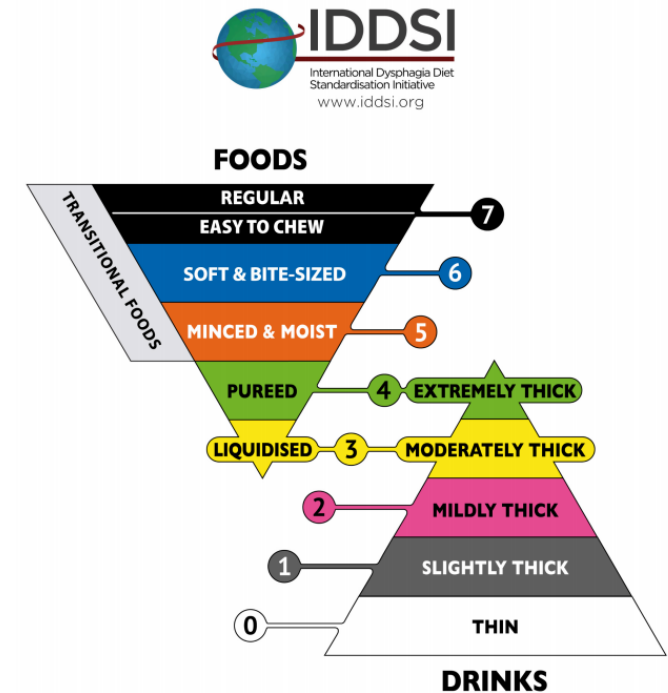 IDDSI
International Dysphagia Diet
Standardisation Initiative
www.iddsi.org
FOODS
TRANSITIONAL FOODS
REGULAR
EASY TO CHEW
7
SOFT & BITE-SIZED
6
MINCED & MOIST
5
PUREED
4
EXTREMELY THICK
LIQUIDISED
3
MODERATELY THICK
2
MILDLY THICK
1
SLIGHTLY THICK
0
THIN
DRINKS